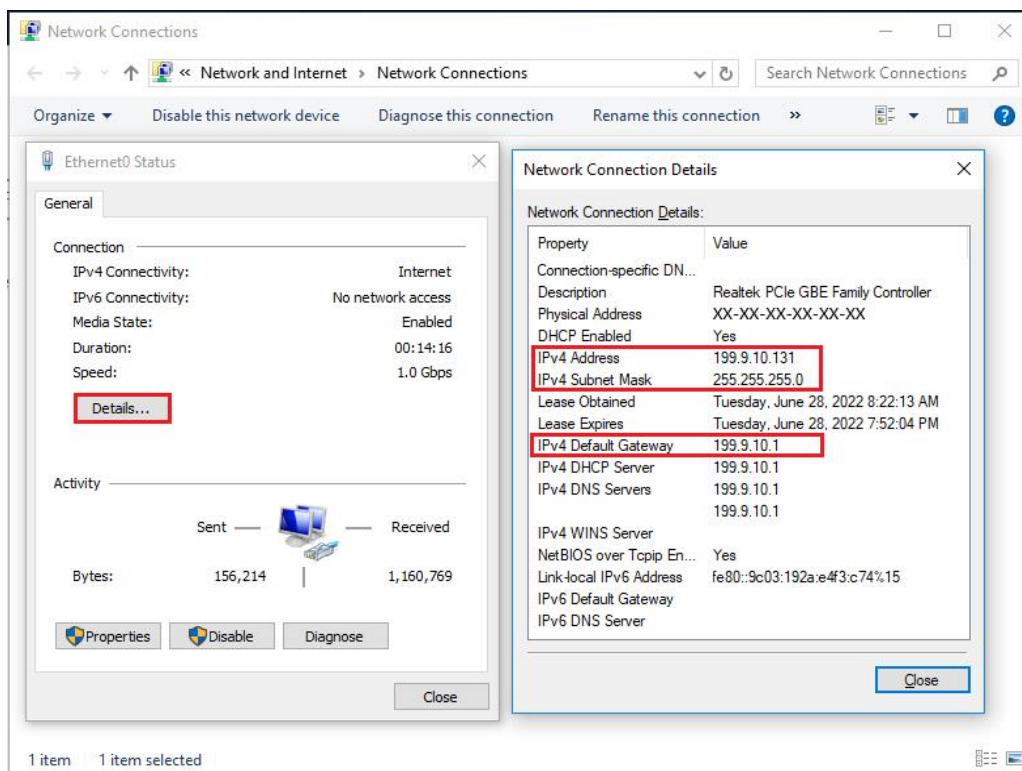 Network Connections
« Network and Internet › Network Connections
Search Network Connections
Organize Disable this network device Diagnose this connection Rename this connection »
Ethernet0 Status
General
Connection
IPv4 Connectivity: Internet
IPv6 Connectivity: No network access
Media State: Enabled
Duration: 00:14:16
Speed: 1.0 Gbps
Details...
Activity
Sent — — Received
Bytes: 156,214 1,160,769
Properties Disable Diagnose
Close
Network Connection Details
Network Connection Details:
Property Value
Connection-specific DN...
Description Realtek PCIe GBE Family Controller
Physical Address XX-XX-XX-XX-XX-XX
DHCP Enabled Yes
IPv4 Address 199.9.10.131
IPv4 Subnet Mask 255.255.255.0
Lease Obtained Tuesday, June 28, 2022 8:22:13 AM
Lease Expires Tuesday, June 28, 2022 7:52:04 PM
IPv4 Default Gateway 199.9.10.1
IPv4 DHCP Server 199.9.10.1
IPv4 DNS Servers 199.9.10.1
199.9.10.1
IPv4 WINS Server
NetBIOS over Tcpip En... Yes
Link-local IPv6 Address fe80::9c03:192a:e4f3:c74%15
IPv6 Default Gateway
IPv6 DNS Server
Close
1 item 1 item selected